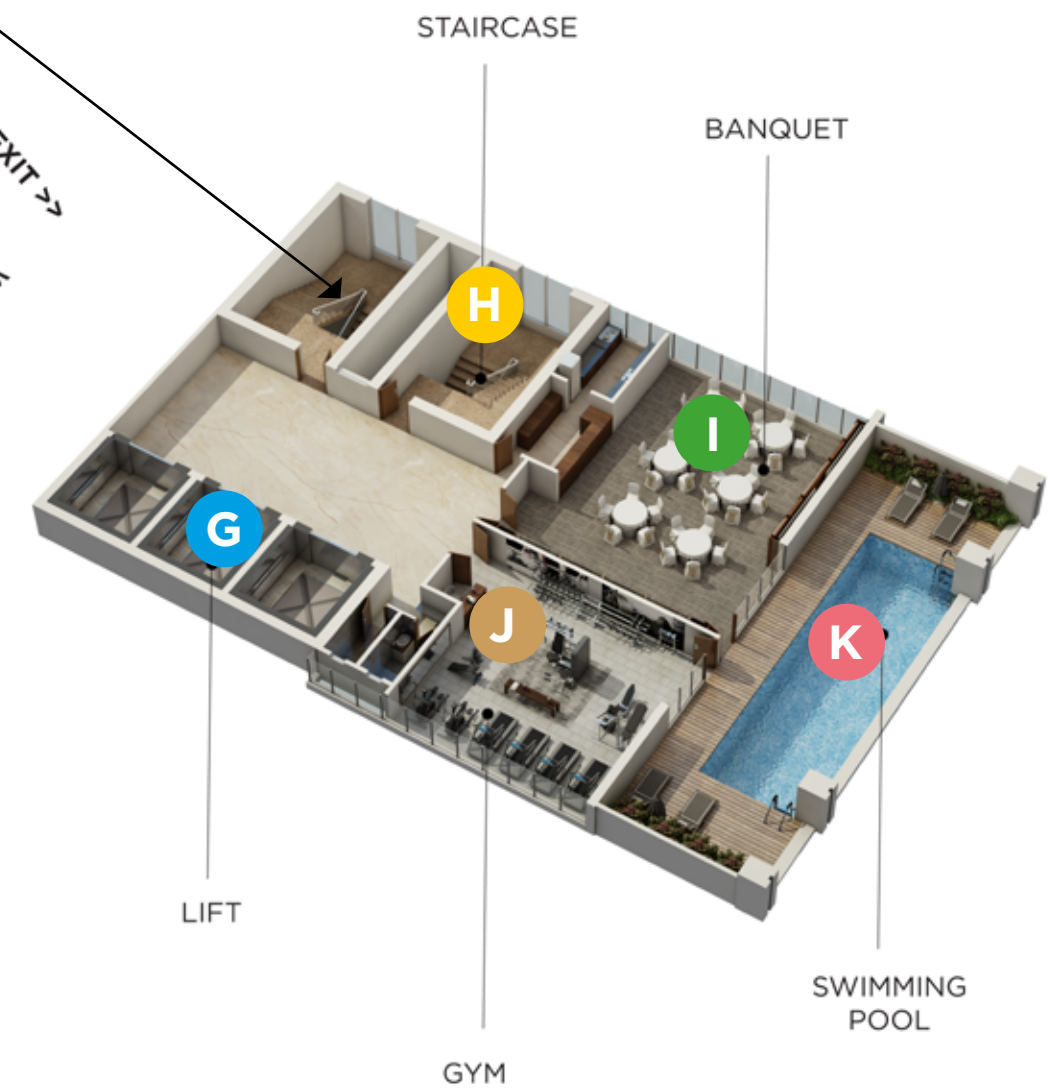 STAIRCASE
BANQUET
EXIT >>
H
I
G
J
K
LIFT
SWIMMING
POOL
GYM